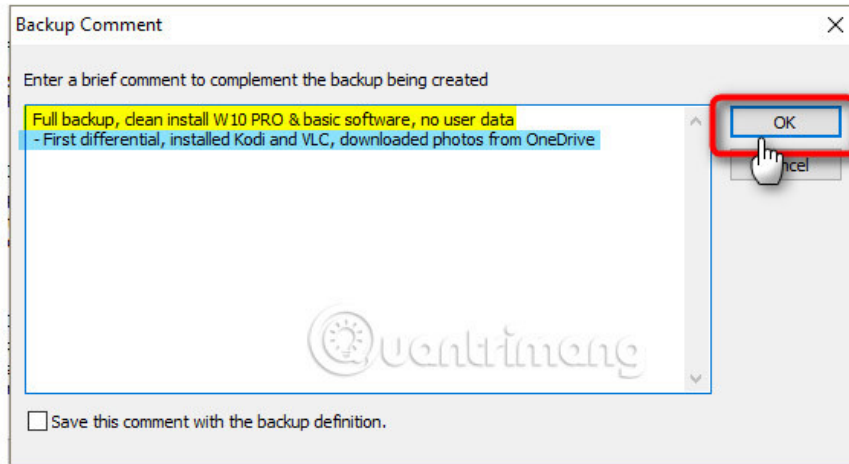 Backup Comment
Enter a brief comment to complement the backup being created
Full backup, clean install W10 PRO & basic software, no user data
- First differential, installed Kodi and VLC, downloaded photos from OneDrive
OK
Quantrimang
Save this comment with the backup definition.